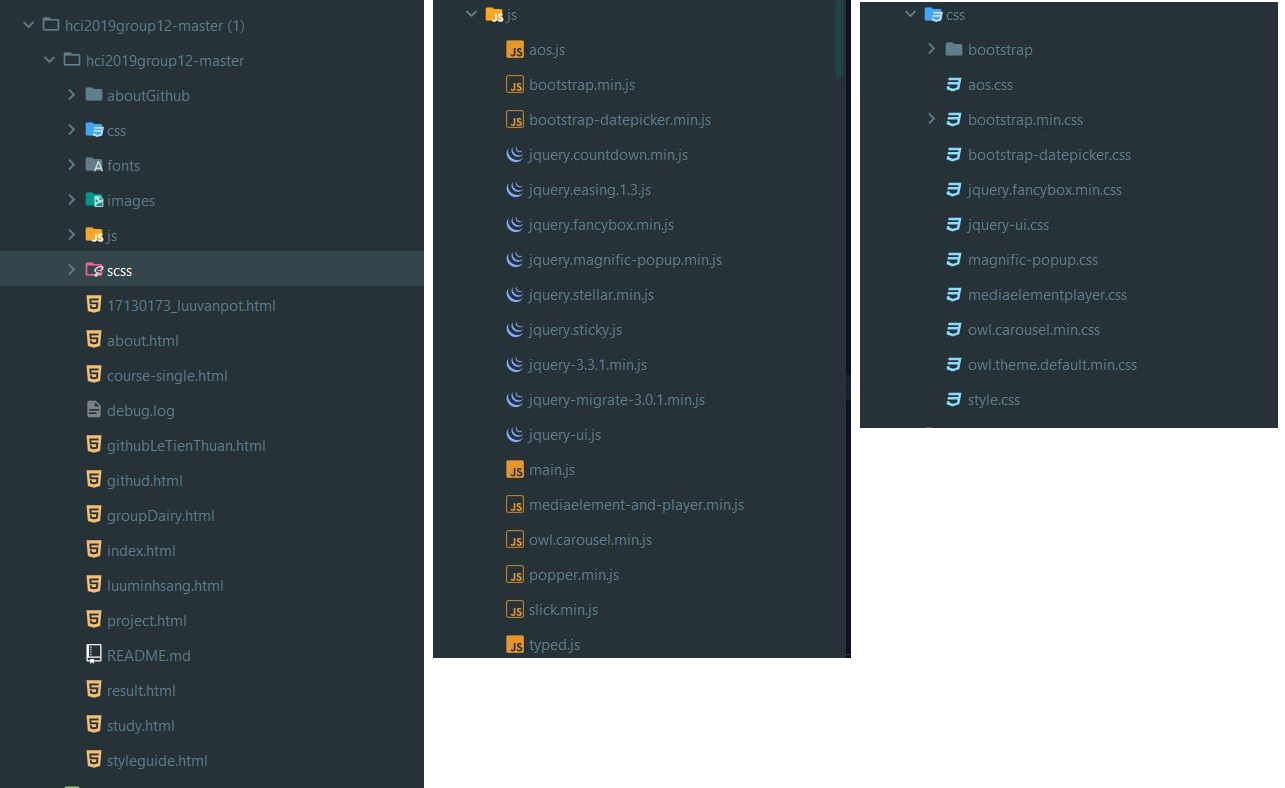 hci2019group12-master (1)
hci2019group12-master
aboutGithub
css
fonts
images
js
scss
17130173_luuvanpot.html
about.html
course-single.html
debug.log
githubLeTienThuan.html
githud.html
groupDairy.html
index.html
luuminhsang.html
project.html
README.md
result.html
study.html
styleguide.html
js
aos.js
bootstrap.min.js
bootstrap-datepicker.min.js
jquery.countdown.min.js
jquery.easing.1.3.js
jquery.fancybox.min.js
jquery.magnific-popup.min.js
jquery.stellar.min.js
jquery.sticky.js
jquery-3.3.1.min.js
jquery-migrate-3.0.1.min.js
jquery-ui.js
main.js
mediaelement-and-player.min.js
owl.carousel.min.js
popper.min.js
slick.min.js
typed.js
css
bootstrap
aos.css
bootstrap.min.css
bootstrap-datepicker.css
jquery.fancybox.min.css
jquery-ui.css
magnific-popup.css
mediaelementplayer.css
owl.carousel.min.css
owl.theme.default.min.css
style.css